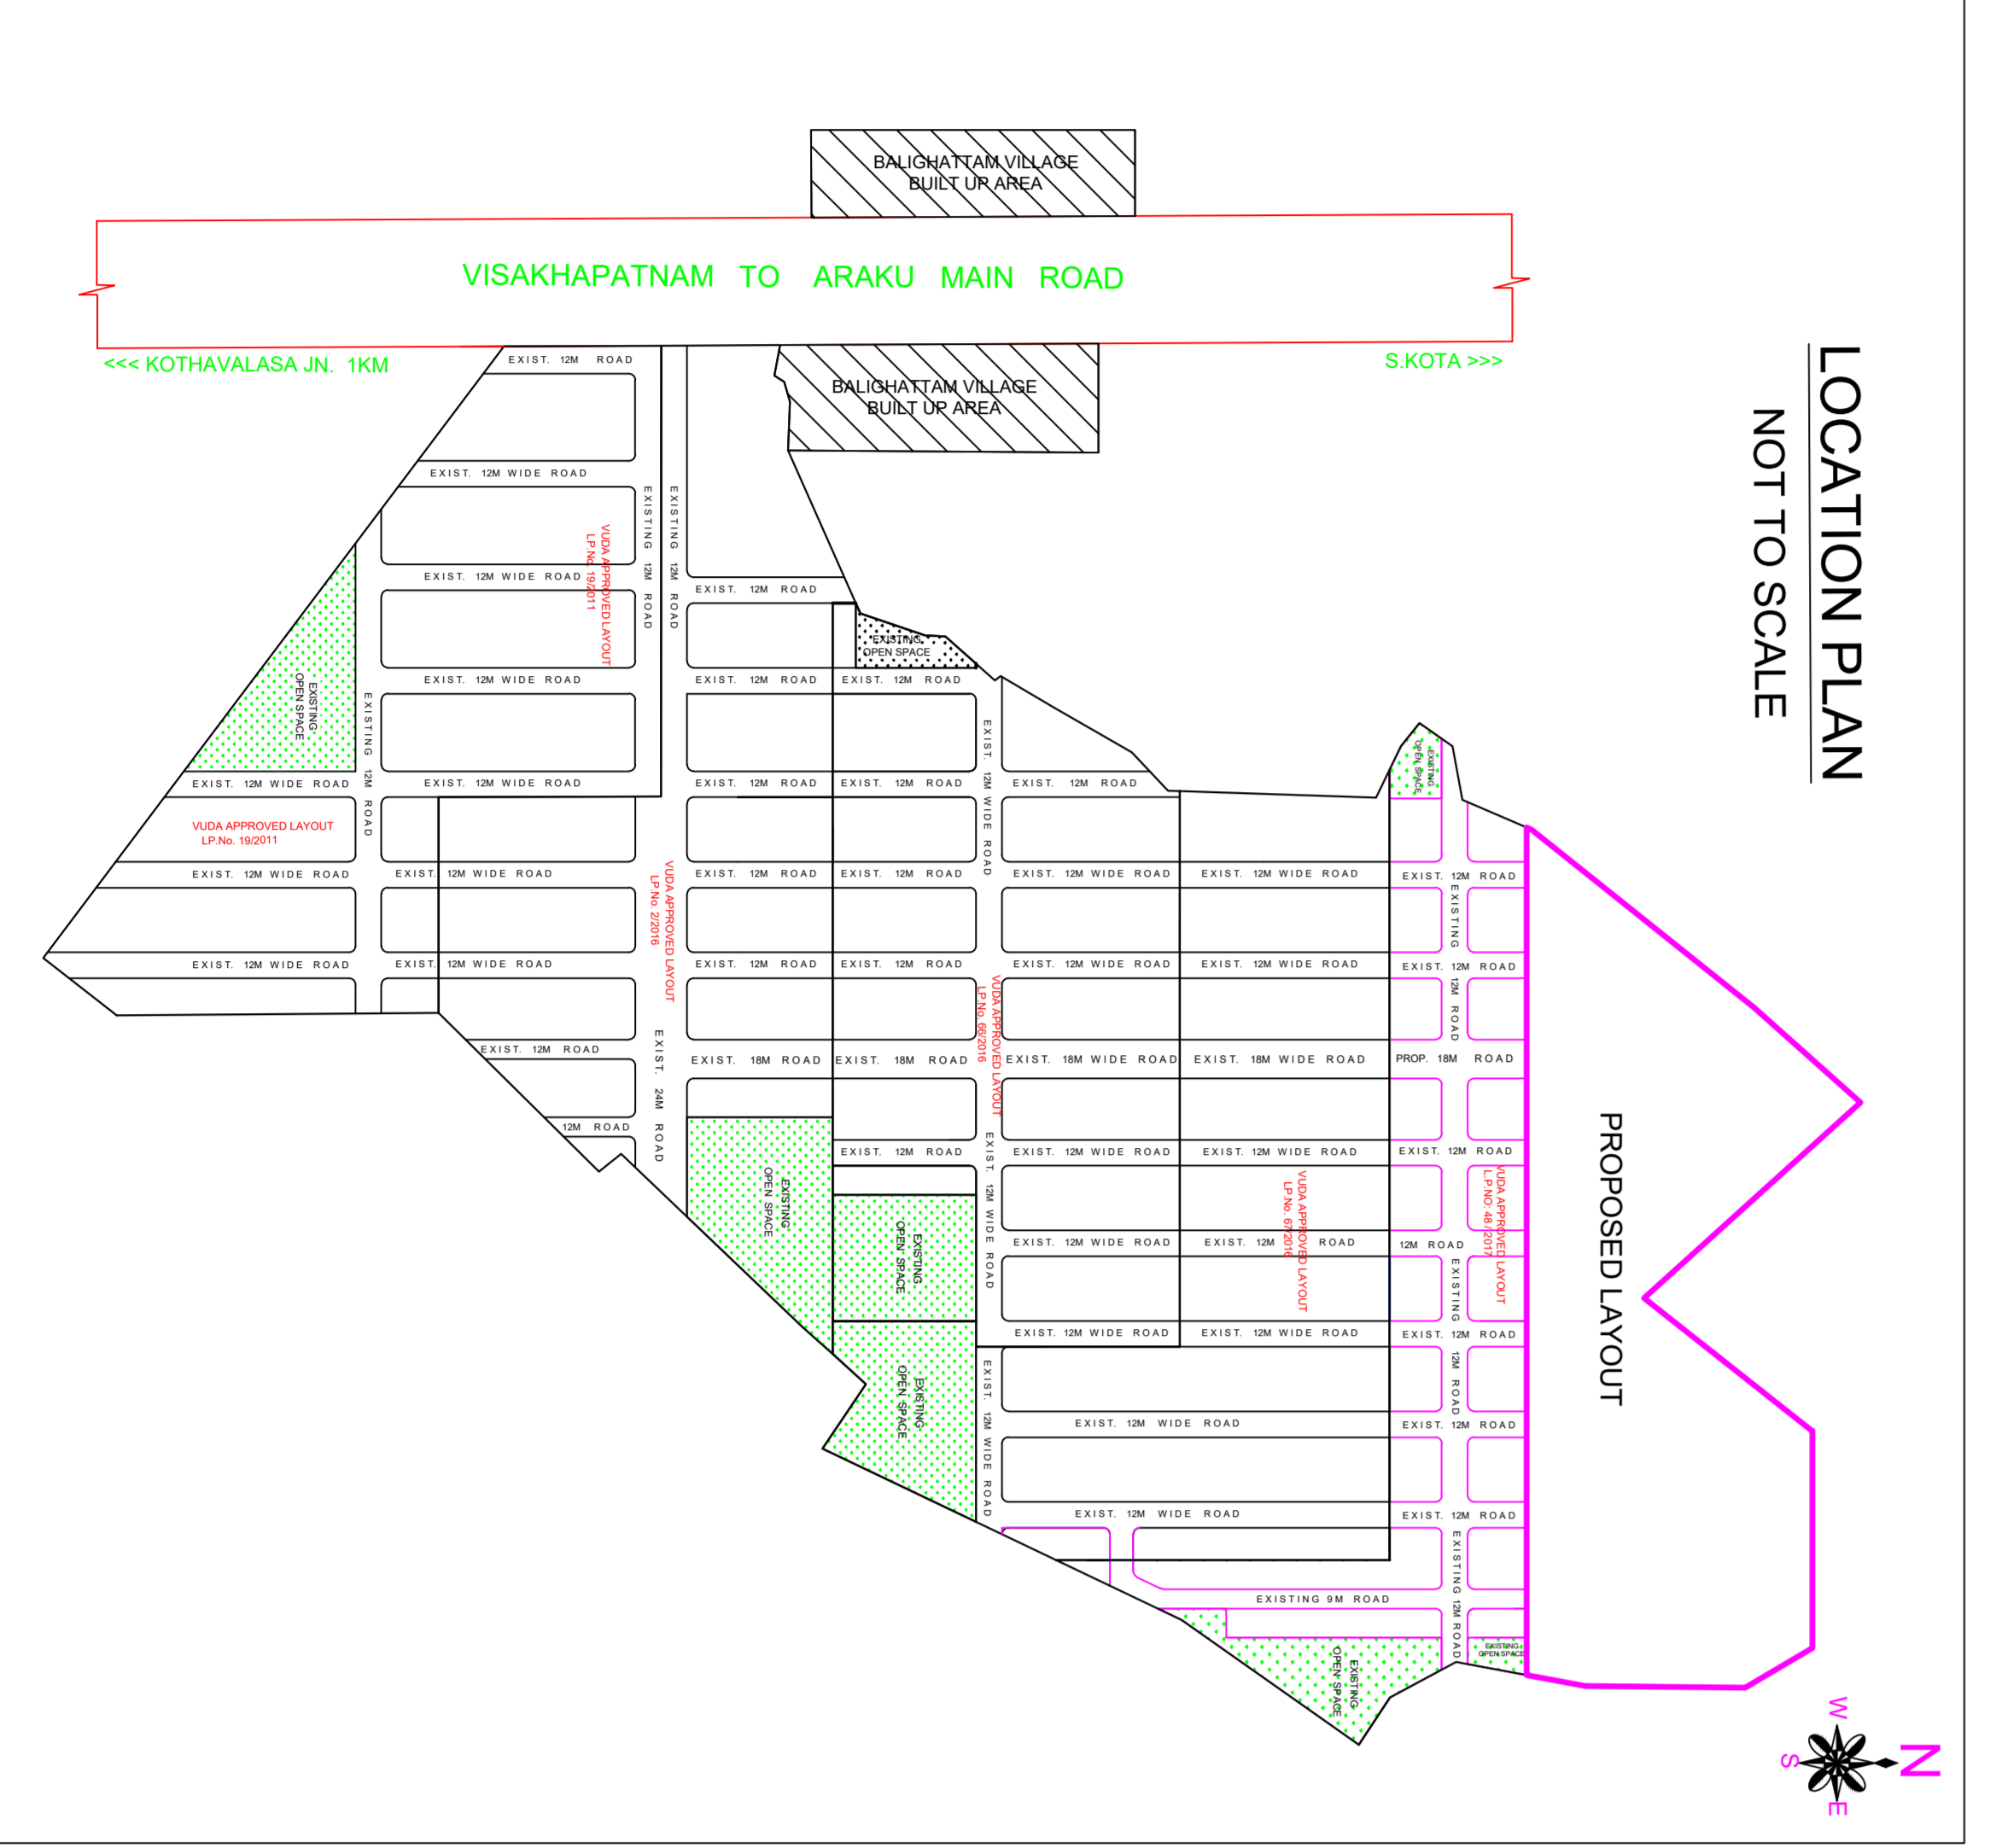 LOCATION PLAN
NOT TO SCALE
BALIGHATTAM VILLAGE
BUILT UP AREA
VISAKHAPATNAM TO ARAKU MAIN ROAD
<<< KOTHAVALASA JN. 1KM
S.KOTA >>>
BALIGHATTAM VILLAGE
BUILT UP AREA
EXIST. 12M ROAD
EXIST. 12M WIDE ROAD
EXISTING 12M ROAD
EXISTING 12M ROAD
VUDA APPROVED LAYOUT
LP.No. 19/2011
EXIST. 12M WIDE ROAD
EXIST. 12M ROAD
EXISTING
OPEN SPACE
EXIST. 12M WIDE ROAD
EXIST. 12M ROAD
EXIST. 12M ROAD
EXISTING
OPEN SPACE
EXISTING 12M ROAD
EXIST. 12M WIDE ROAD
EXISTING
OPEN SPACE
EXIST. 12M WIDE ROAD
EXIST. 12M WIDE ROAD
EXIST. 12M ROAD
EXIST. 12M ROAD
EXIST. 12M ROAD
VUDA APPROVED LAYOUT
LP.No. 19/2011
EXIST. 12M WIDE ROAD
EXIST. 12M WIDE ROAD
EXIST. 12M ROAD
EXIST. 12M ROAD
EXIST. 12M WIDE ROAD
EXIST. 12M WIDE ROAD
EXIST. 12M ROAD
EXISTING 12M ROAD
VUDA APPROVED LAYOUT
LP.No. 2/2016
EXIST. 12M WIDE ROAD
EXIST. 12M WIDE ROAD
EXIST. 12M ROAD
EXIST. 12M ROAD
EXIST. 12M WIDE ROAD
EXIST. 12M WIDE ROAD
EXIST. 12M ROAD
VUDA APPROVED LAYOUT
LP.No. 66/2016
EXIST. 12M ROAD
EXIST. 24M ROAD
EXIST. 18M ROAD
EXIST. 18M ROAD
EXIST. 18M WIDE ROAD
EXIST. 18M WIDE ROAD
PROP. 18M ROAD
12M ROAD
EXISTING
OPEN SPACE
EXIST. 12M ROAD
EXIST. 12M WIDE ROAD
EXIST. 12M WIDE ROAD
EXIST. 12M WIDE ROAD
EXIST. 12M ROAD
PROPOSED LAYOUT
VUDA APPROVED LAYOUT
LP.No. 67/2016
VUDA APPROVED LAYOUT
L.P.NO: 48 / 2017
EXISTING
OPEN SPACE
EXIST. 12M WIDE ROAD
EXIST. 12M ROAD
12M ROAD
EXISTING 12M ROAD
EXIST. 12M WIDE ROAD
EXIST. 12M WIDE ROAD
EXIST. 12M ROAD
EXISTING
OPEN SPACE
EXIST. 12M WIDE ROAD
EXIST. 12M WIDE ROAD
EXIST. 12M ROAD
EXIST. 12M WIDE ROAD
EXIST. 12M ROAD
EXISTING 12M ROAD
EXISTING 9M ROAD
EXISTING
OPEN SPACE
EXISTING
OPEN SPACE
N
W
S
E